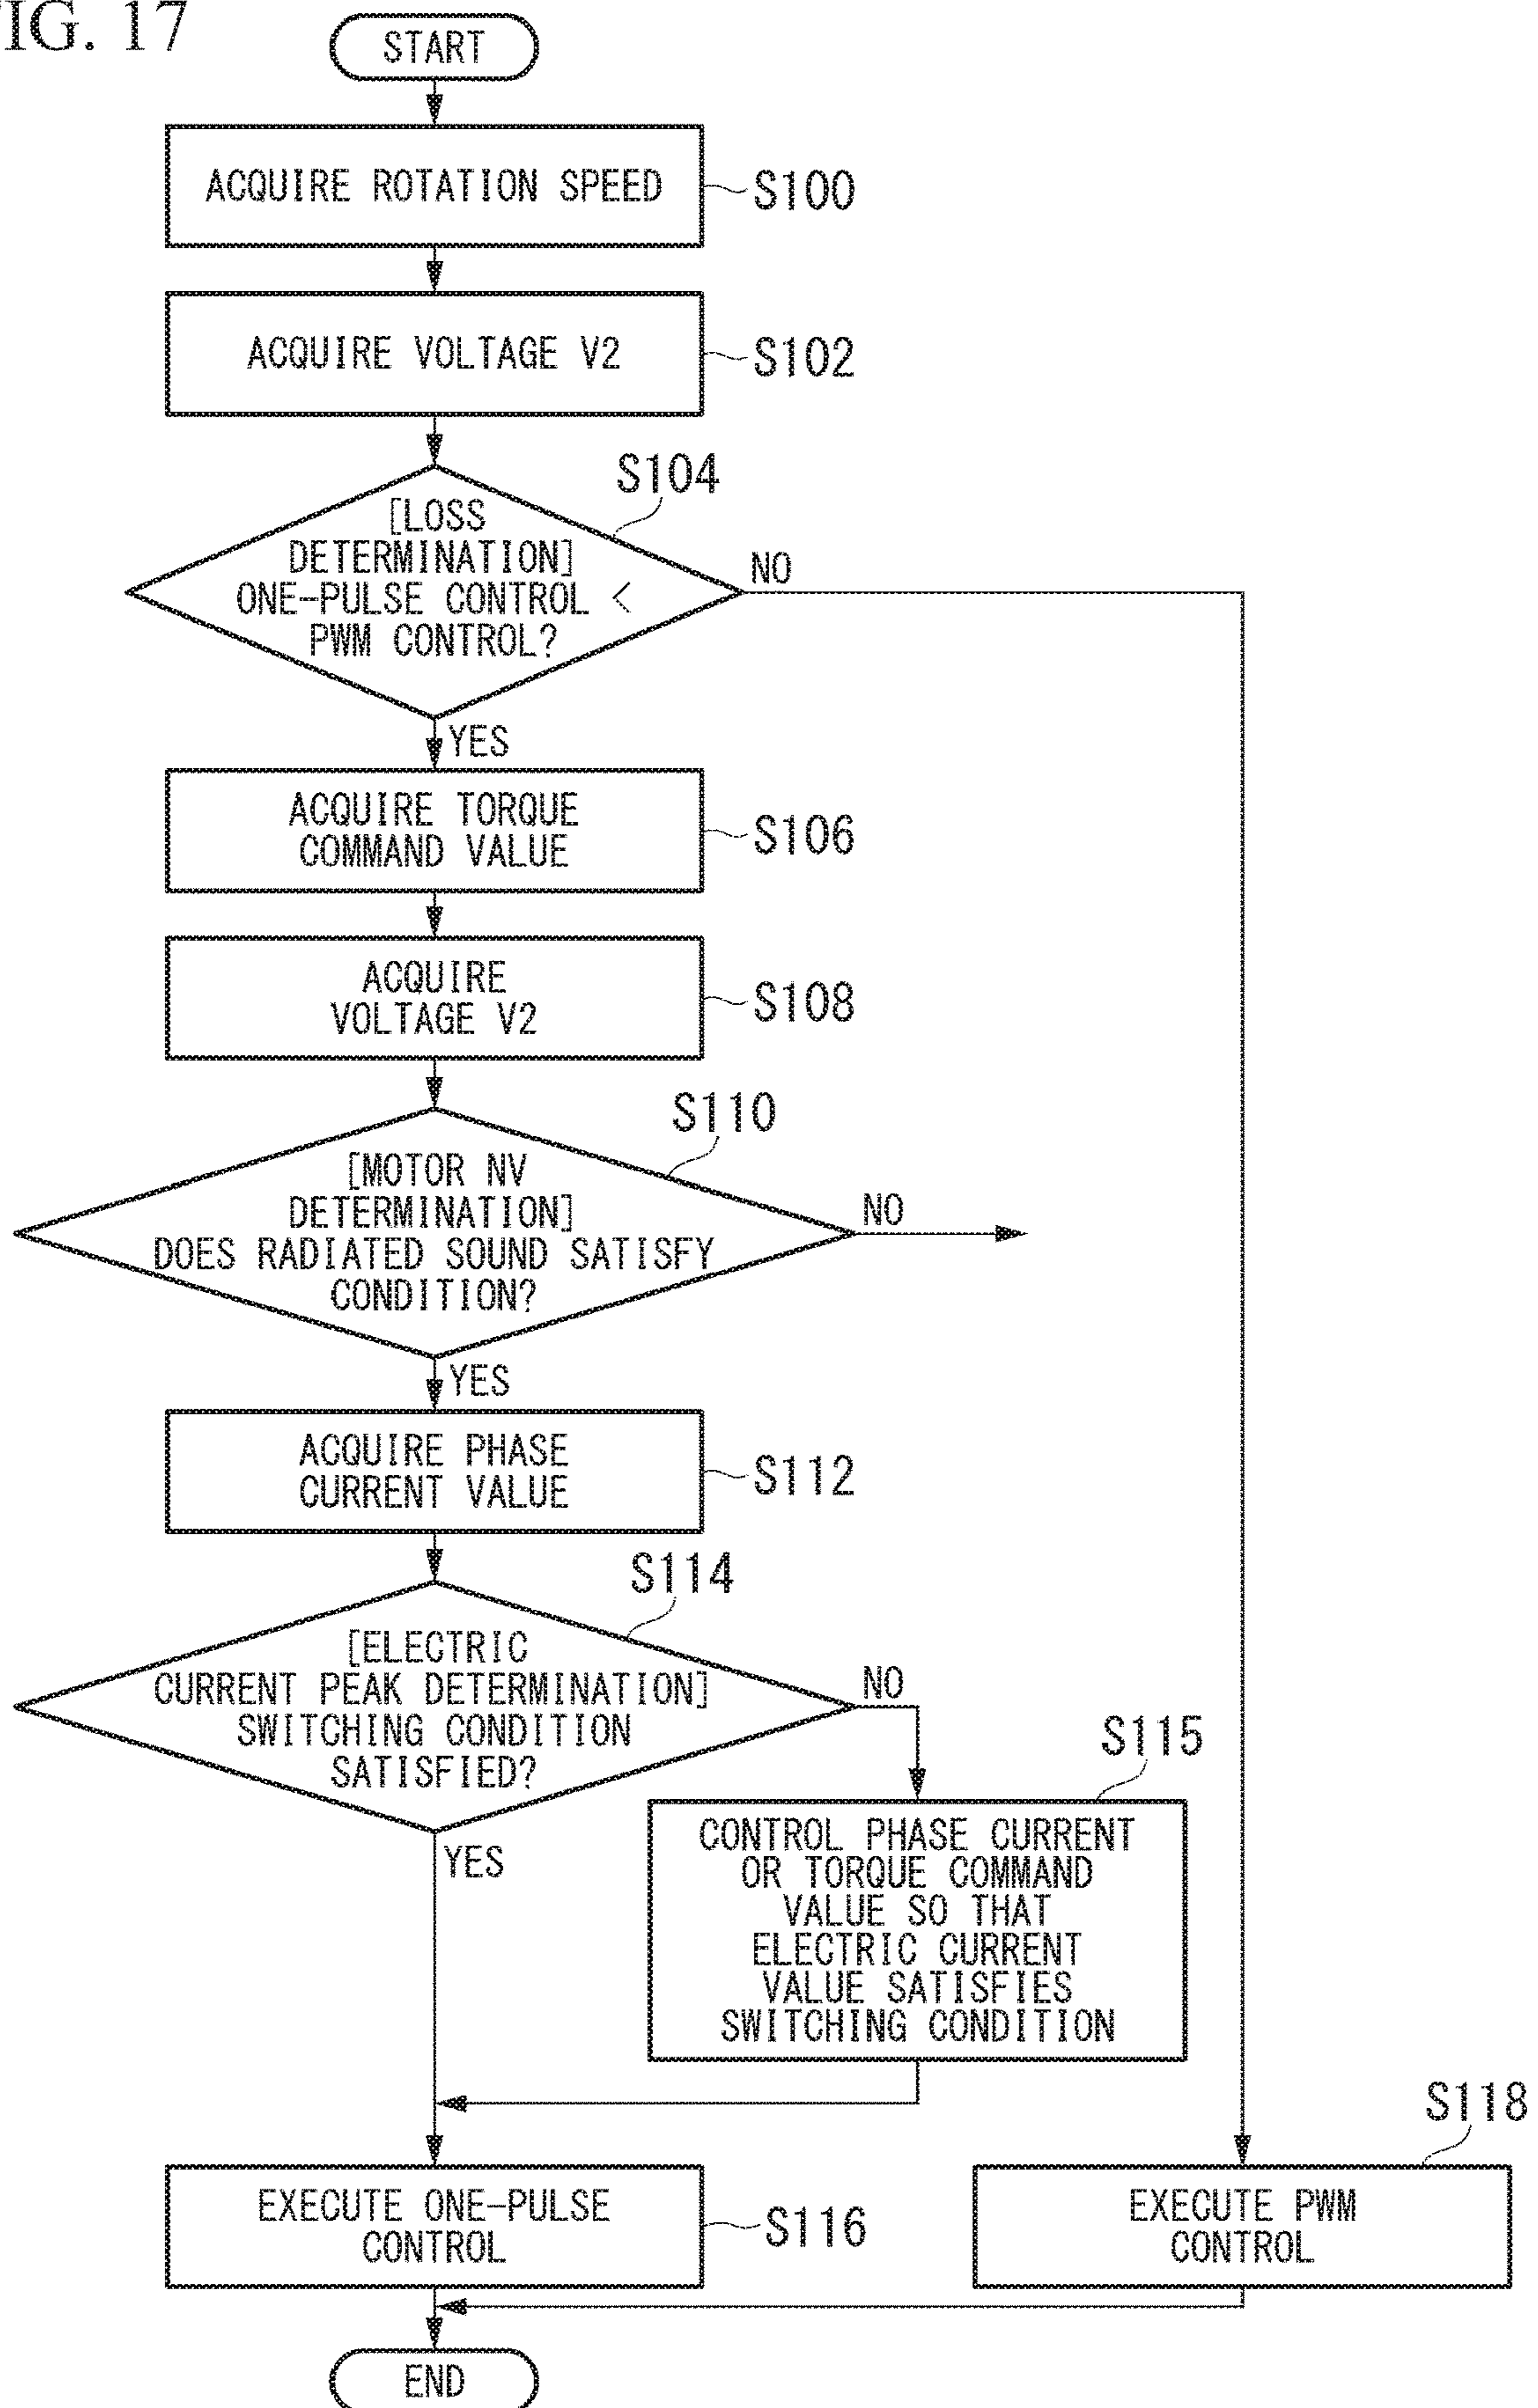 FIG. 17
START
ACQUIRE ROTATION SPEED
S100
ACQUIRE VOLTAGE V2
S102
S104
[LOSS
DETERMINATION]
ONE-PULSE CONTROL <
PWM CONTROL?
NO
YES
ACQUIRE TORQUE
COMMAND VALUE
S106
ACQUIRE
VOLTAGE V2
S108
S110
[MOTOR NV
DETERMINATION]
DOES RADIATED SOUND SATISFY
CONDITION?
NO
YES
ACQUIRE PHASE
CURRENT VALUE
S112
S114
[ELECTRIC
CURRENT PEAK DETERMINATION]
SWITCHING CONDITION
SATISFIED?
NO
YES
S115
CONTROL PHASE CURRENT
OR TORQUE COMMAND
VALUE SO THAT
ELECTRIC CURRENT
VALUE SATISFIES
SWITCHING CONDITION
EXECUTE ONE-PULSE
CONTROL
S116
S118
EXECUTE PWM
CONTROL
END